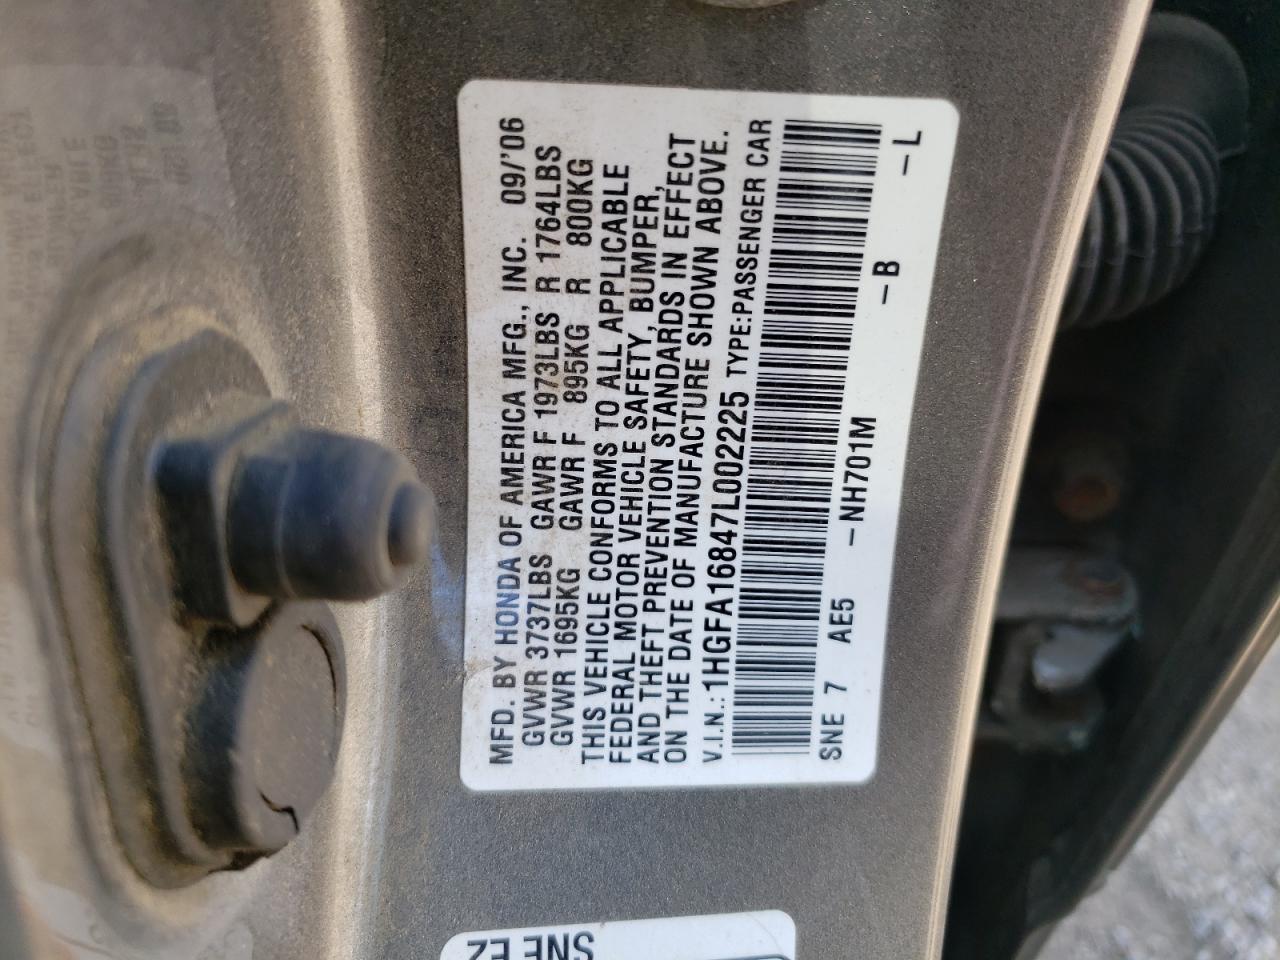 MFD. BY HONDA OF AMERICA MFG., INC. 09/'06
GVWR 3737LBS GAWR F 1973LBS R 1764LBS
GVWR 1695KG GAWR F 895KG R 800KG
THIS VEHICLE CONFORMS TO ALL APPLICABLE
FEDERAL MOTOR VEHICLE SAFETY, BUMPER,
AND THEFT PREVENTION STANDARDS IN EFFECT
ON THE DATE OF MANUFACTURE SHOWN ABOVE.
V.I.N.: 1HGFA16847L002225 TYPE:PASSENGER CAR
SNE 7 AE5 -NH701M -B -L
SNE EZ